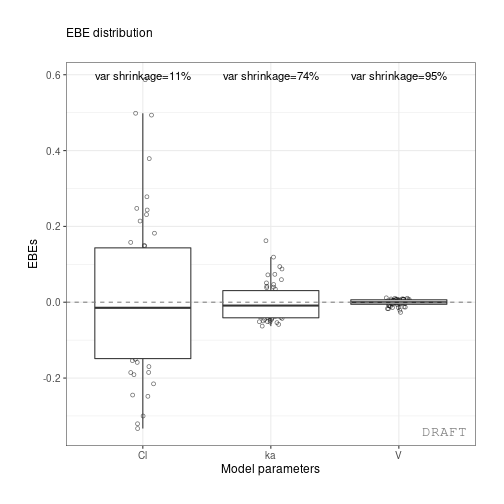 EBE distribution
var shrinkage=11% var shrinkage=74% var shrinkage=95%
0.6
0.4
0.2
0.0
-0.2
EBEs
DRAFT
Cl ka V
Model parameters